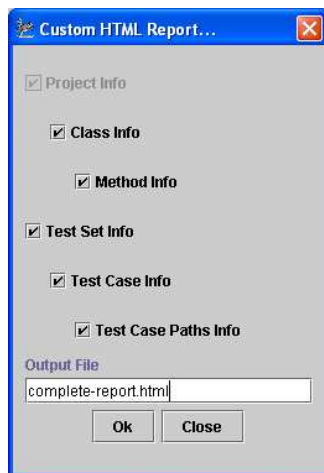 Custom HTML Report...
Project Info
Class Info
Method Info
Test Set Info
Test Case Info
Test Case Paths Info
Output File
complete-report.html
Ok Close